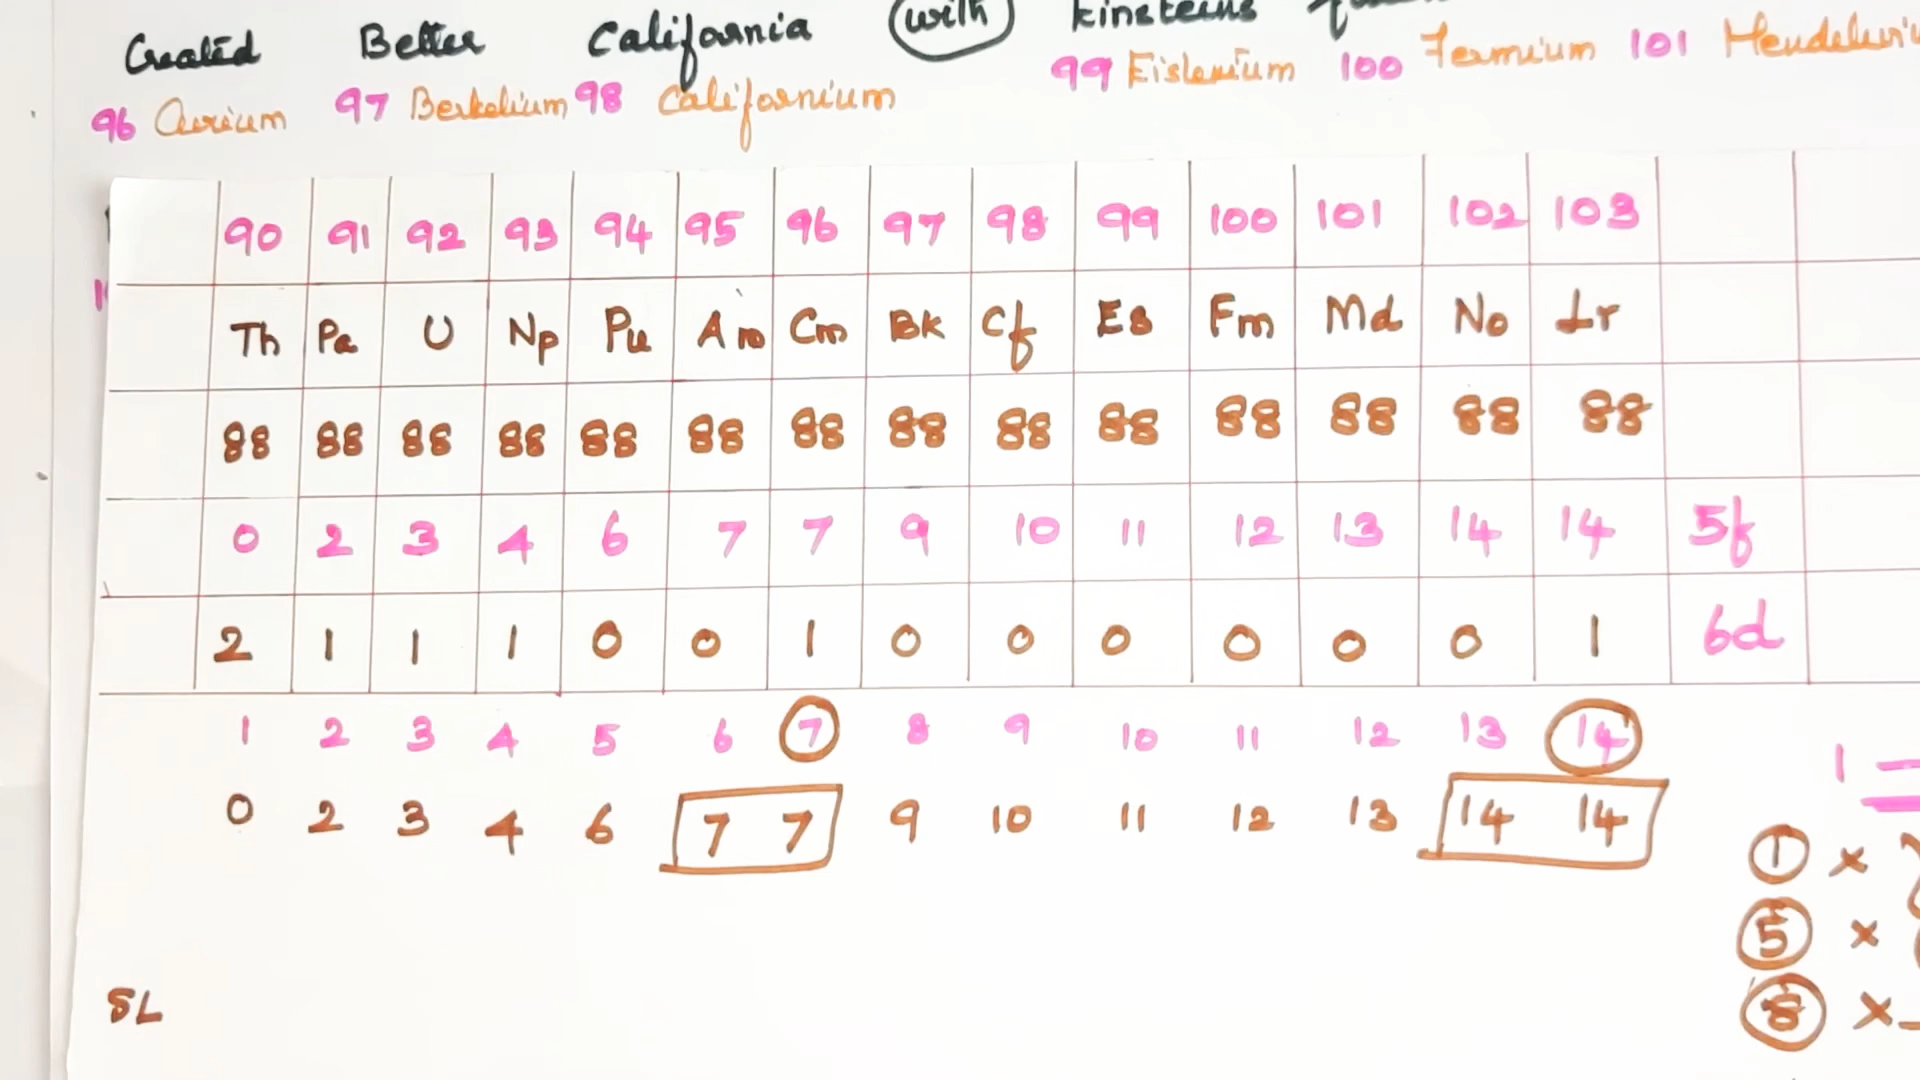 Created Better California with Einsteins
96 Curium 97 Berkelium 98 Californium 99 Eisteinium 100 Fermium 101
90 91 92 93 94 95 96 97 98 99 100 101 102 103
Th Pa U Np Pu Am Cm Bk Cf Es Fm Md No Lr
88 88 88 88 88 88 88 88 88 88 88 88 88 88
0 2 3 4 6 7 7 9 10 11 12 13 14 14 5f
2 1 1 1 0 0 1 0 0 0 0 0 0 1 6d
1 2 3 4 5 6 7 8 9 10 11 12 13 14
0 2 3 4 6 7 7 9 10 11 12 13 14 14
1
1 ×
5 ×
8 ×
SL